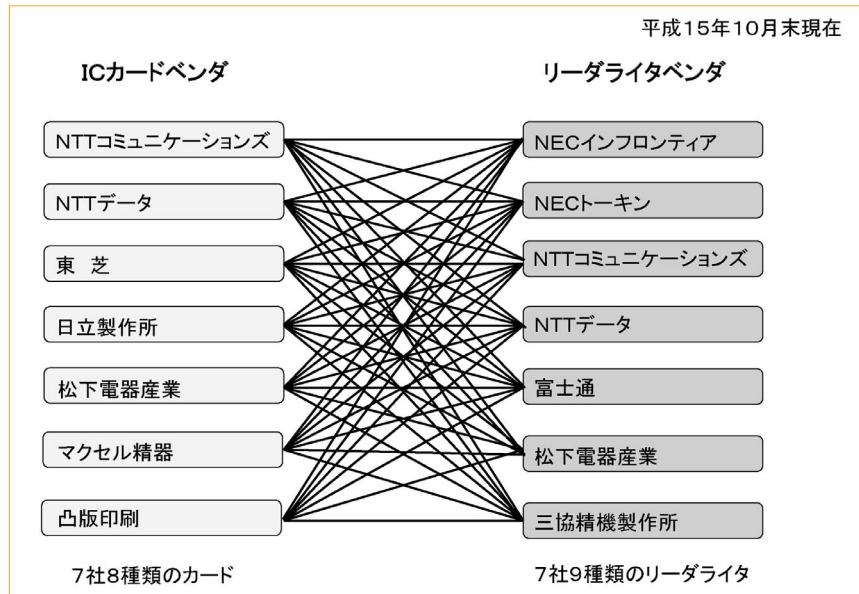 平成15年10月末現在
ICカードベンダ
リーダライタベンダ
NTTコミュニケーションズ
NTTデータ
東 芝
日立製作所
松下電器産業
マクセル精器
凸版印刷
NECインフロンティア
NECトーキン
NTTコミュニケーションズ
NTTデータ
富士通
松下電器産業
三協精機製作所
7社8種類のカード
7社9種類のリーダライタ